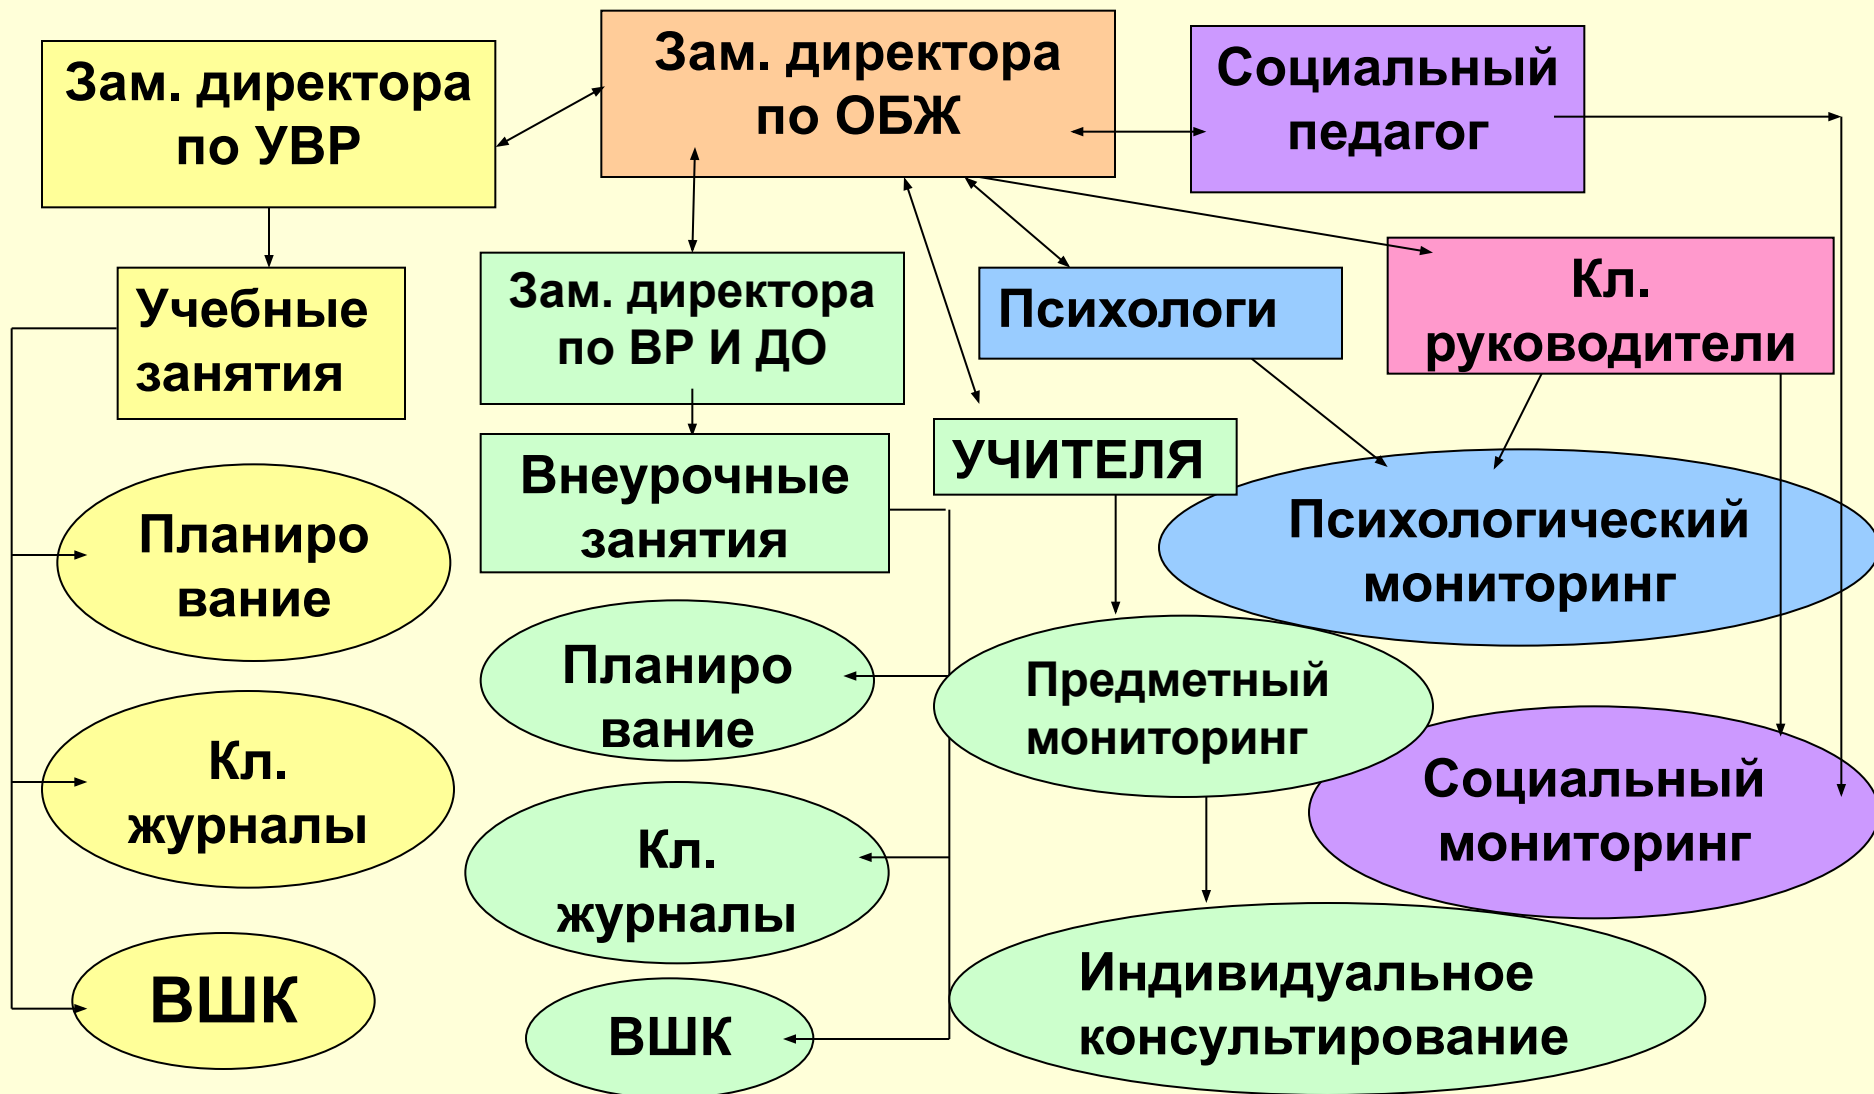 Зам. директора
по УВР
Зам. директора
по ОБЖ
Социальный
педагог
Учебные
занятия
Зам. директора
по ВР И ДО
Психологи
Кл.
руководители
УЧИТЕЛЯ
Внеурочные
занятия
Планиро
вание
Психологический
мониторинг
Планиро
вание
Предметный
мониторинг
Кл.
журналы
Социальный
мониторинг
Кл.
журналы
ВШК
ВШК
Индивидуальное
консультирование